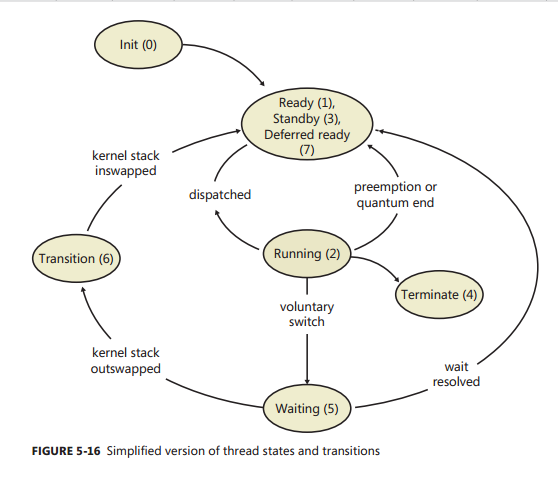 Init (0)
Ready (1),
Standby (3),
Deferred ready
(7)
kernel stack
inswapped
dispatched
preemption or
quantum end
Transition (6)
Running (2)
Terminate (4)
voluntary
switch
kernel stack
outswapped
wait
resolved
Waiting (5)
FIGURE 5-16 Simplified version of thread states and transitions